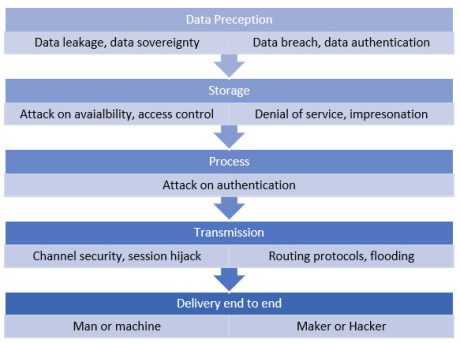 Data Preception
Data leakage, data sovereignty
Data breach, data authentication
Storage
Attack on avaialbility, access control
Denial of service, impresonation
Process
Attack on authentication
Transmission
Channel security, session hijack
Routing protocols, flooding
Delivery end to end
Man or machine
Maker or Hacker